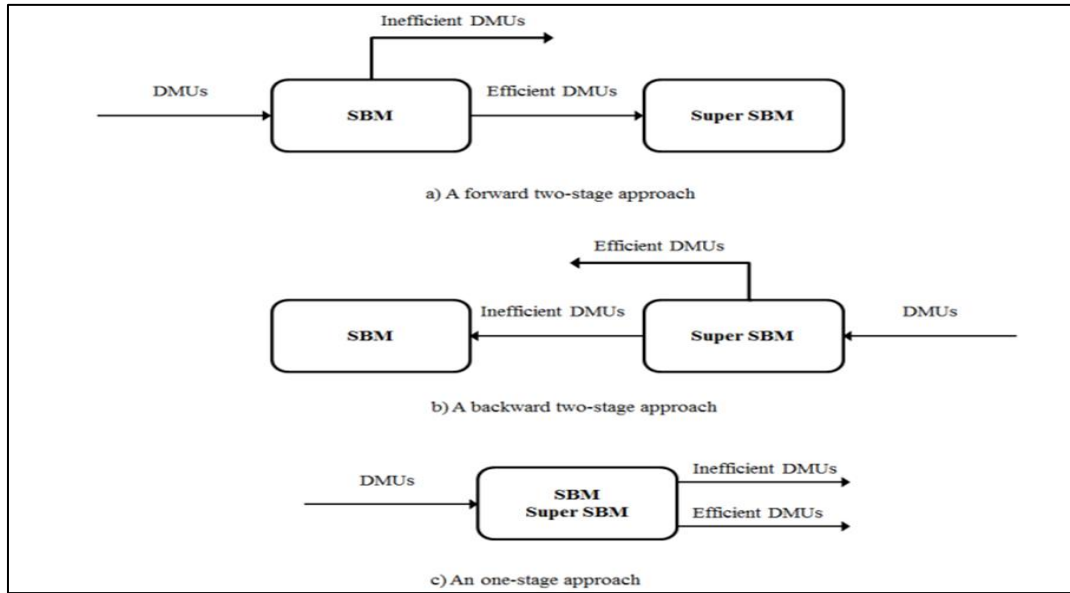 Inefficient DMUs
DMUs
Efficient DMUs
SBM
Super SBM
a) A forward two-stage approach
Efficient DMUs
Inefficient DMUs
DMUs
SBM
Super SBM
b) A backward two-stage approach
DMUs
Inefficient DMUs
SBM
Super SBM
Efficient DMUs
c) An one-stage approach